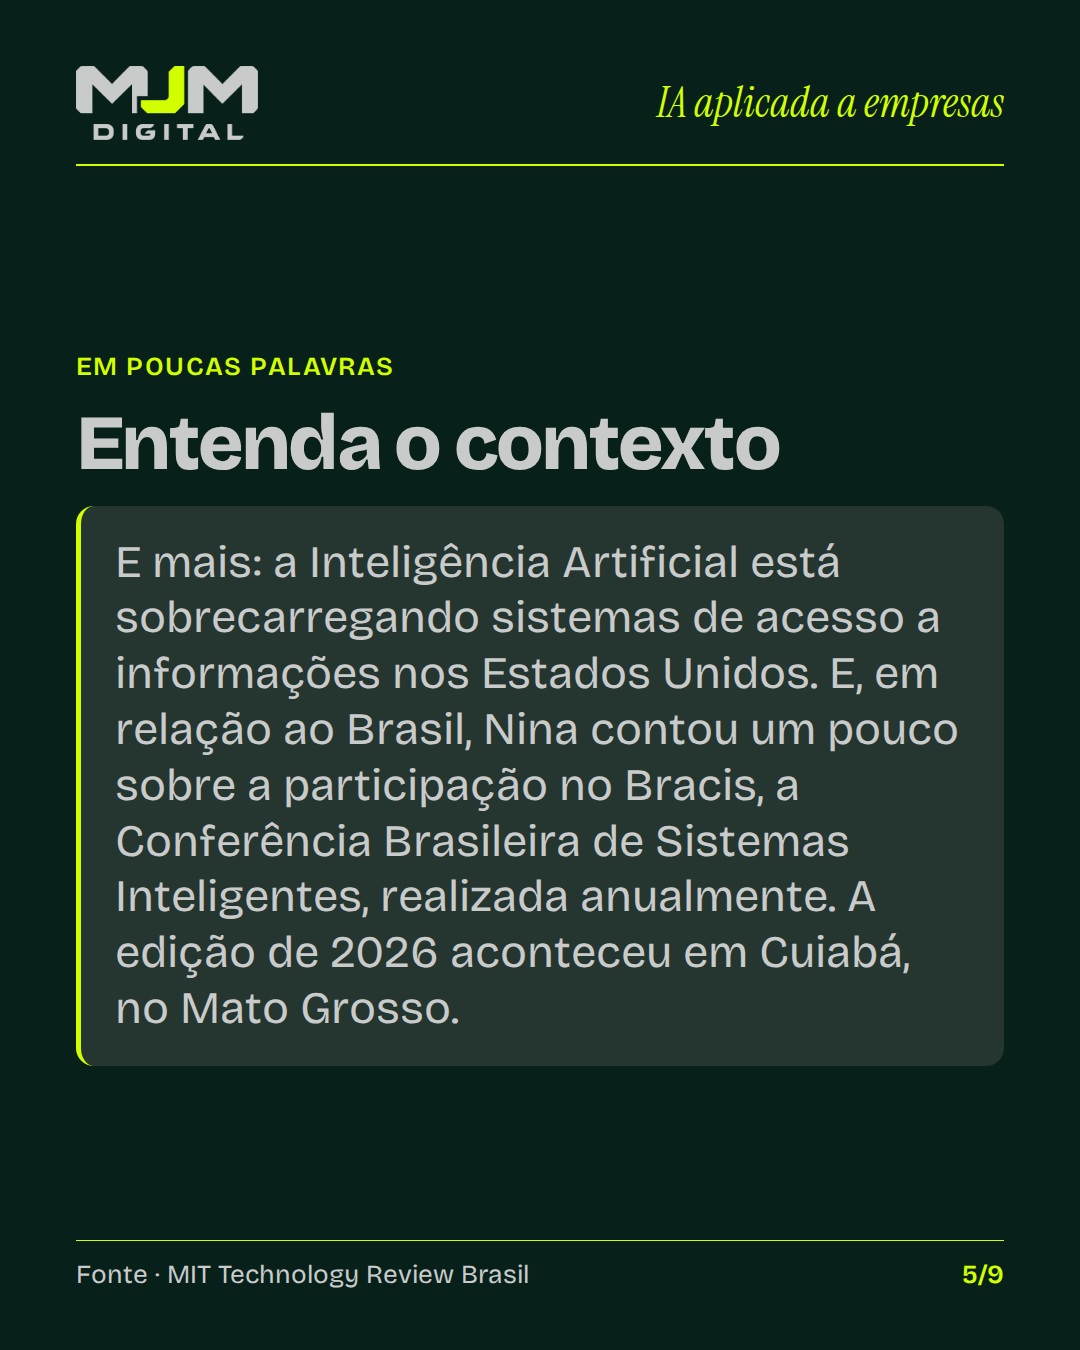 MJM
DIGITAL
IA aplicada a empresas
EM POUCAS PALAVRAS
Entenda o contexto
E mais: a Inteligência Artificial está
sobrecarregando sistemas de acesso a
informações nos Estados Unidos. E, em
relação ao Brasil, Nina contou um pouco
sobre a participação no Bracis, a
Conferência Brasileira de Sistemas
Inteligentes, realizada anualmente. A
edição de 2026 aconteceu em Cuiabá,
no Mato Grosso.
Fonte · MIT Technology Review Brasil
5/9